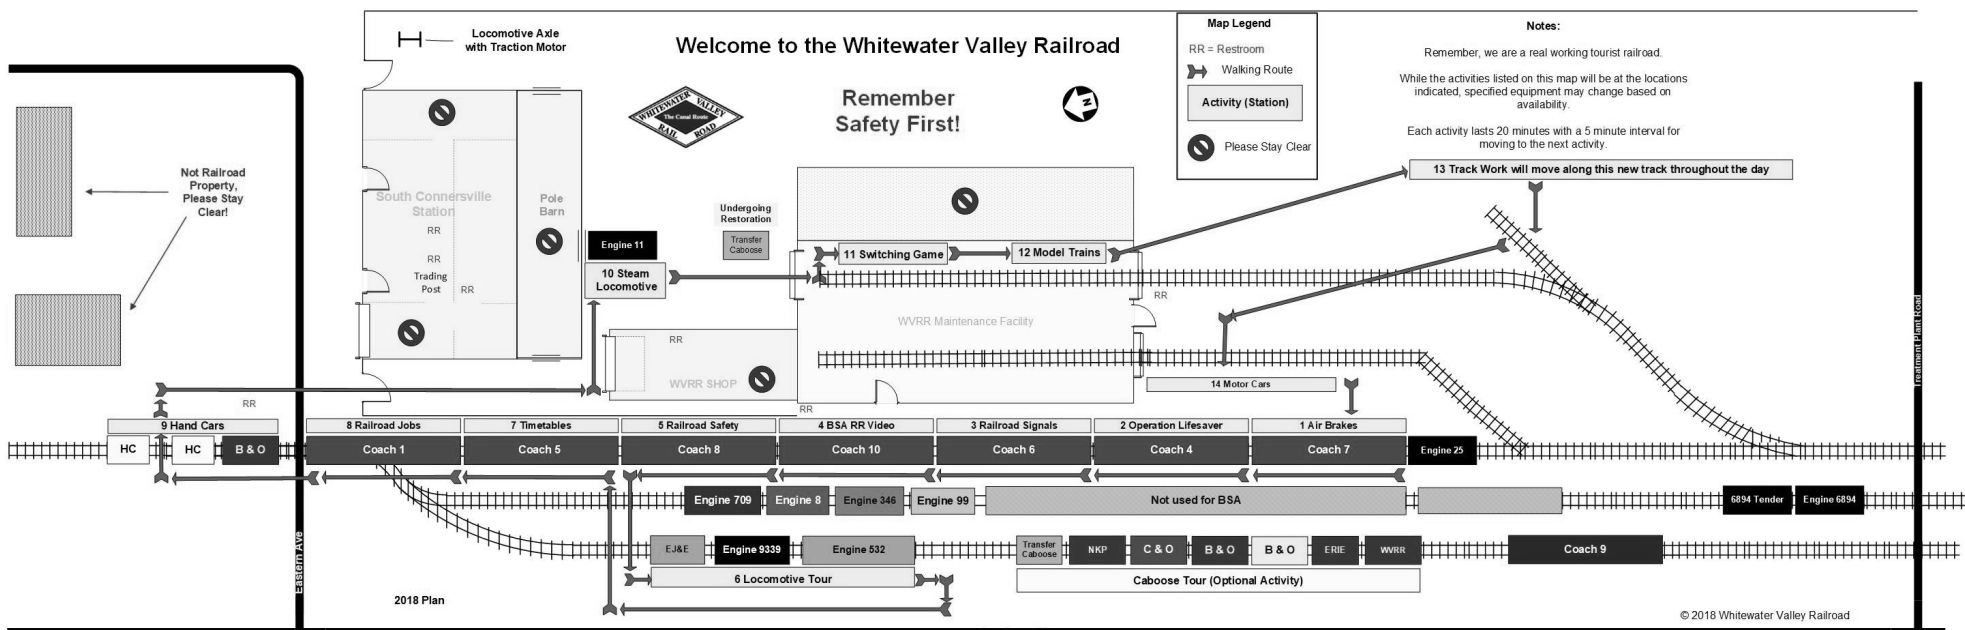 Locomotive Axle
with Traction Motor
Welcome to the Whitewater Valley Railroad
WHITEWATER VALLEY
The Canal Route
RAIL ROAD
Remember
Safety First!
N
Map Legend
RR = Restroom
Walking Route
Activity (Station)
Please Stay Clear
Notes:
Remember, we are a real working tourist railroad.
While the activities listed on this map will be at the locations
indicated, specified equipment may change based on
availability.
Each activity lasts 20 minutes with a 5 minute interval for
moving to the next activity.
13 Track Work will move along this new track throughout the day
Not Railroad
Property,
Please Stay
Clear!
South Connersville
Station
RR
RR
Trading
Post
RR
Pole
Barn
Engine 11
10 Steam
Locomotive
Undergoing
Restoration
Transfer
Caboose
11 Switching Game
12 Model Trains
RR
WVRR Maintenance Facility
RR
WVRR SHOP
RR
14 Motor Cars
Treatment Plant Road
RR
9 Hand Cars
8 Railroad Jobs
7 Timetables
5 Railroad Safety
4 BSA RR Video
3 Railroad Signals
2 Operation Lifesaver
1 Air Brakes
HC
HC
B & O
Coach 1
Coach 5
Coach 8
Coach 10
Coach 6
Coach 4
Coach 7
Engine 25
Engine 709
Engine 8
Engine 346
Engine 99
Not used for BSA
6894 Tender
Engine 6894
Eastern Ave
EJ&E
Engine 9339
Engine 532
Transfer
Caboose
NKP
C & O
B & O
B & O
ERIE
WVRR
Coach 9
6 Locomotive Tour
Caboose Tour (Optional Activity)
2018 Plan
© 2018 Whitewater Valley Railroad